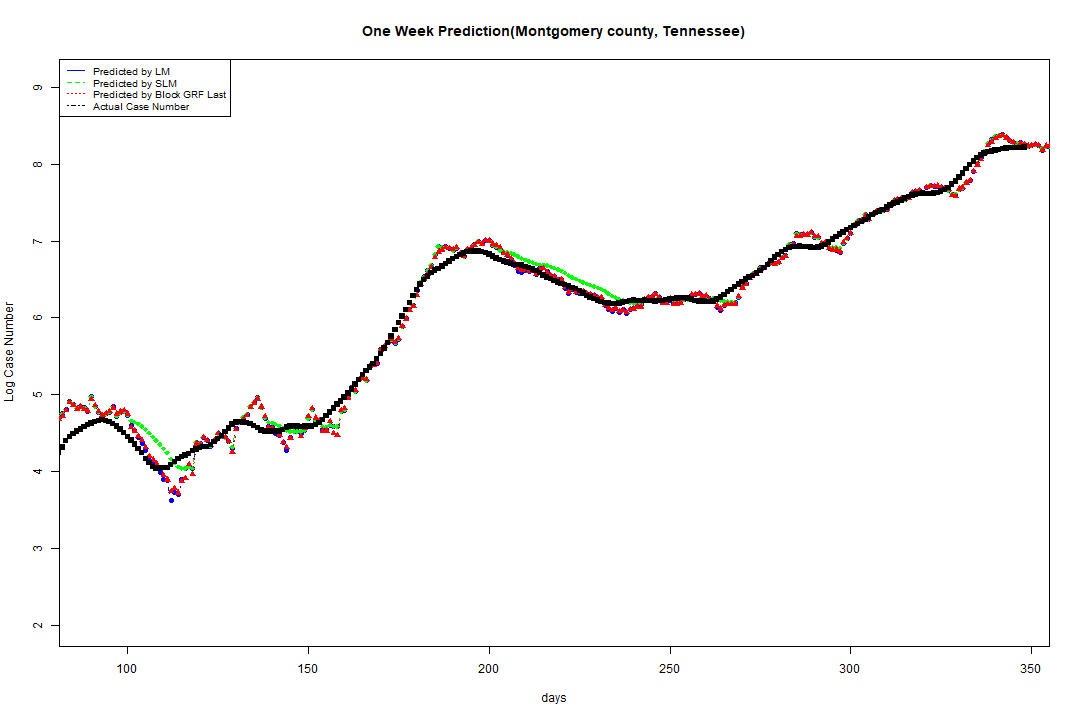 One Week Prediction(Montgomery county, Tennessee)
Predicted by LM
Predicted by SLM
Predicted by Block GRF Last
Actual Case Number
9
8
7
6
5
4
3
2
Log Case Number
100 150 200 250 300 350
days